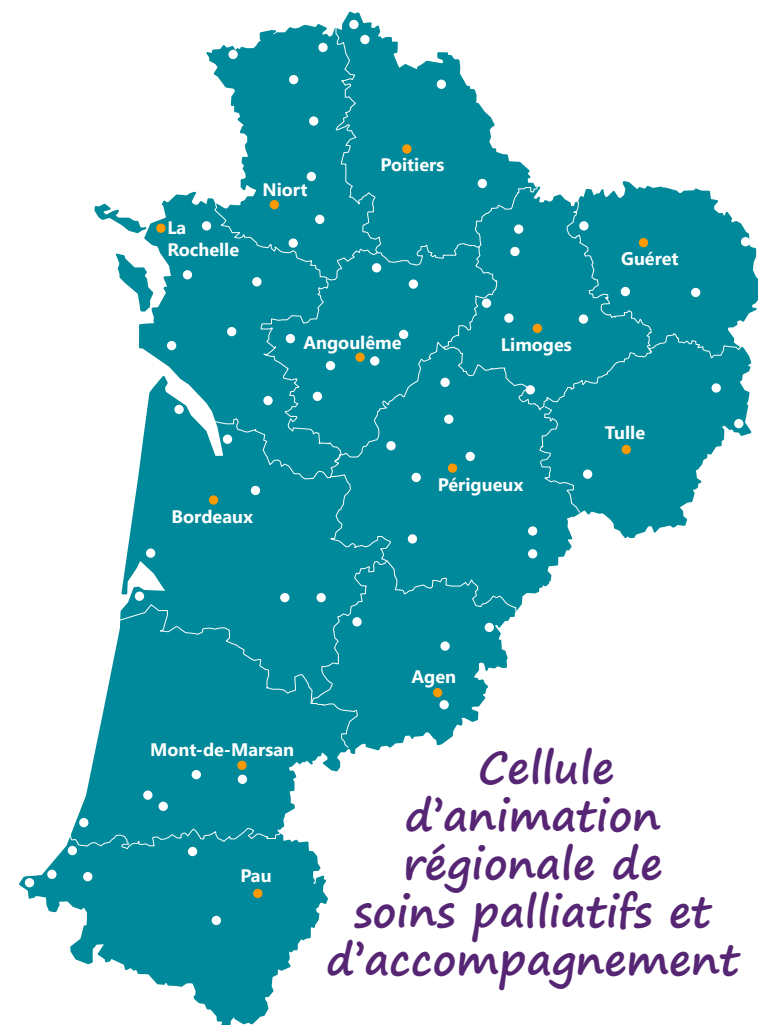 Poitiers
Niort
La
Rochelle
Guéret
Angoulême
Limoges
Tulle
Périgueux
Bordeaux
Agen
Mont-de-Marsan
Pau
Cellule
d'animation
régionale de
soins palliatifs et
d'accompagnement